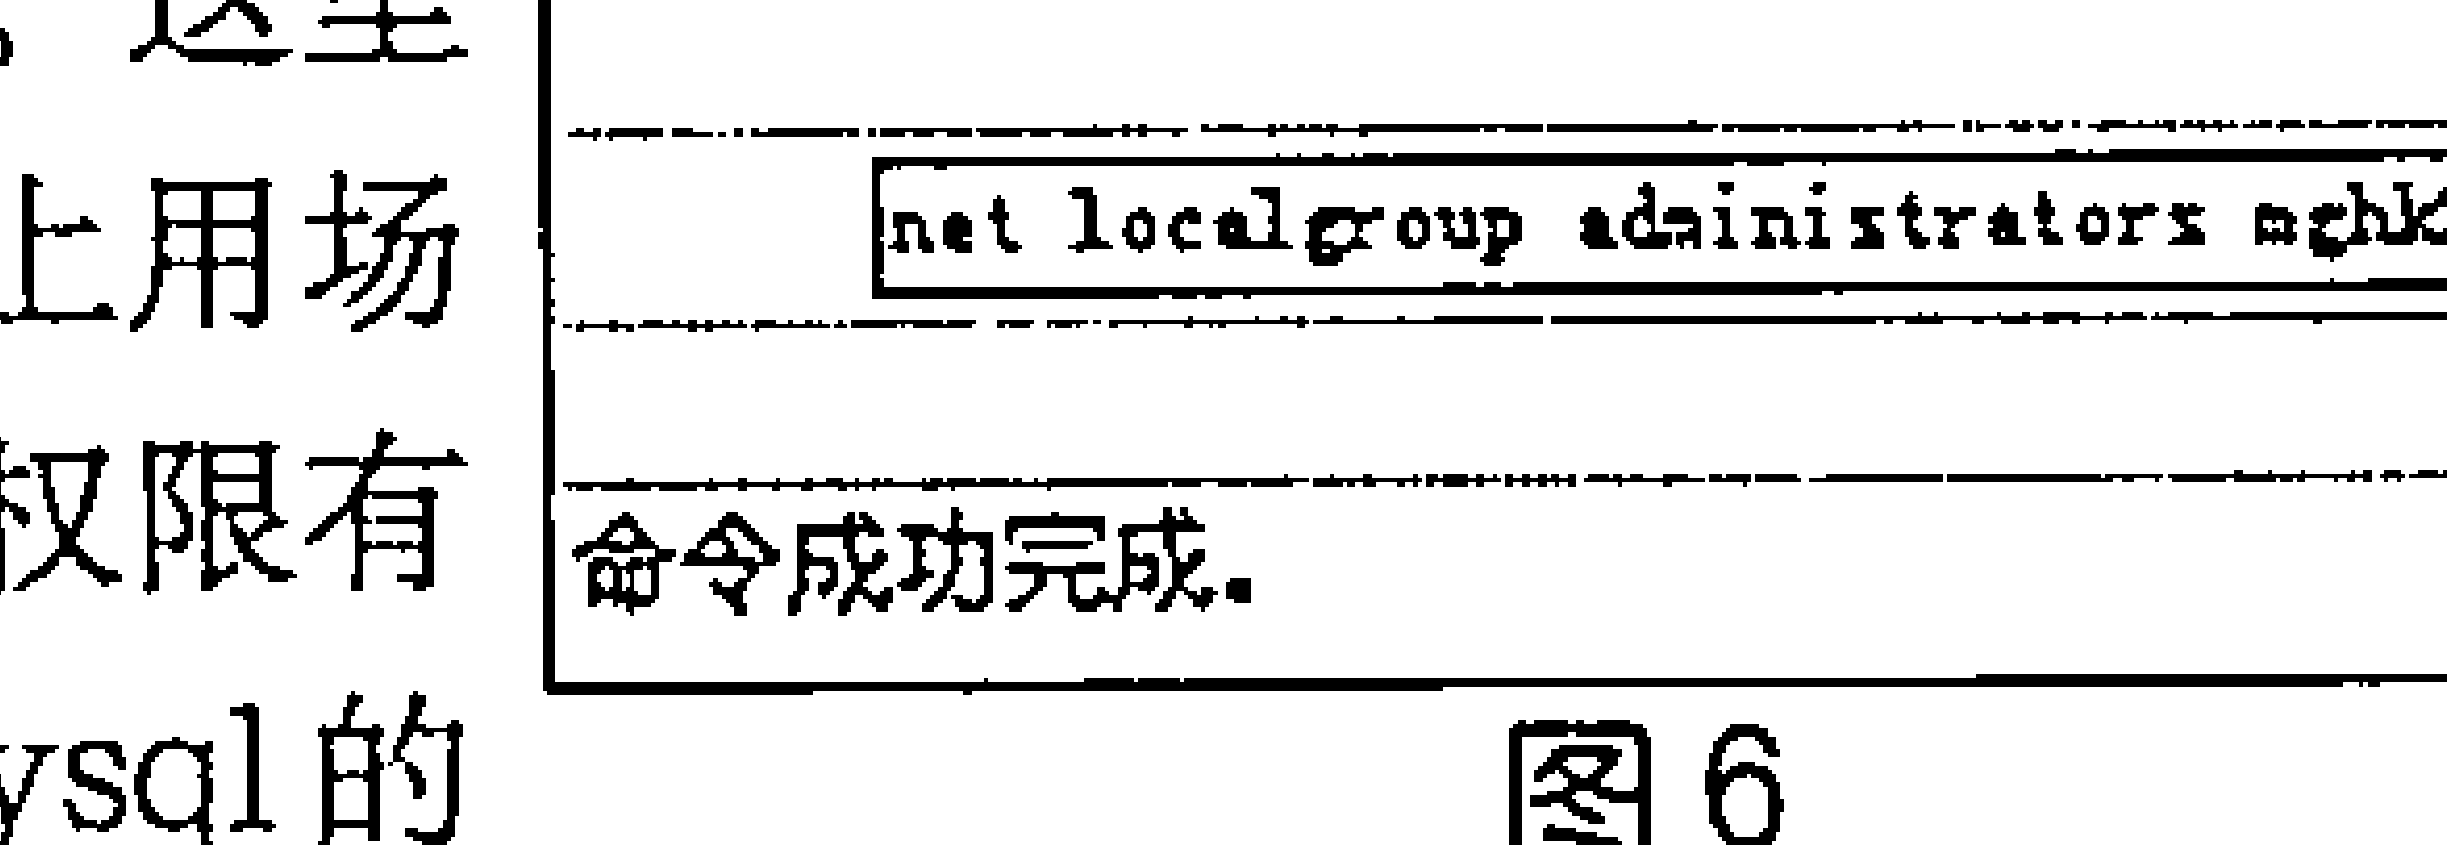 上用场
net localgroup administrators
权限有
命令成功完成.
ysql的
图6